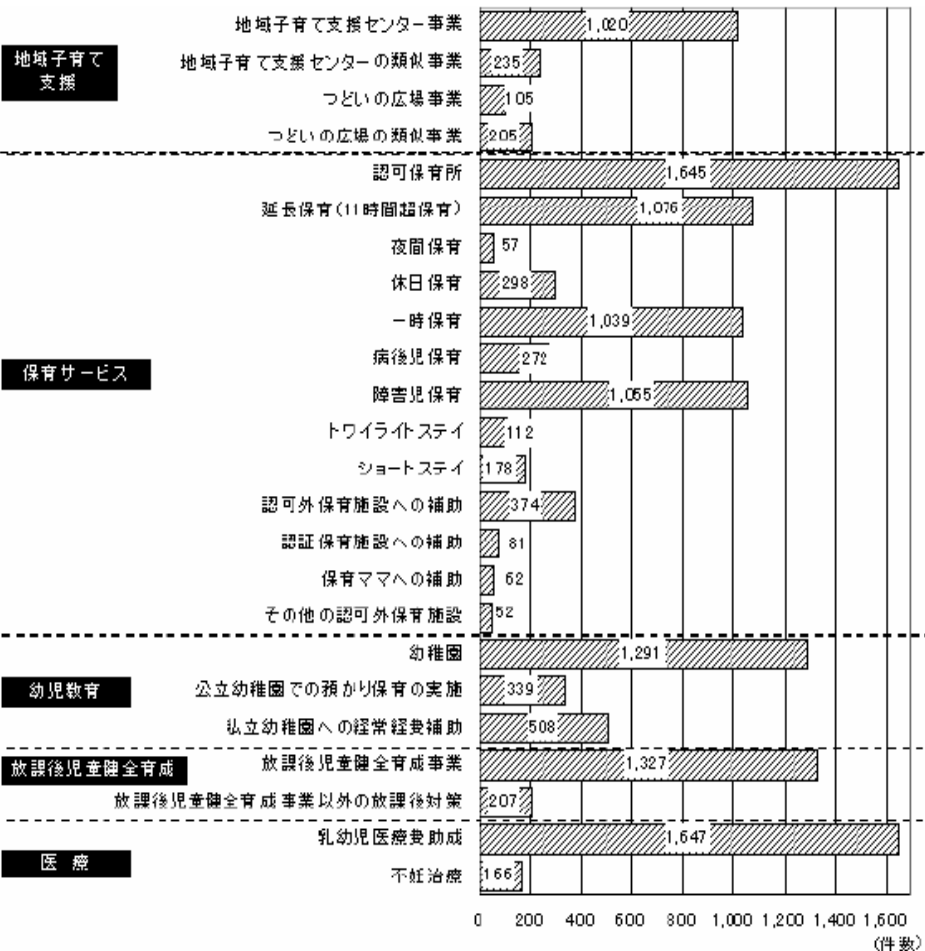 地域子育て支援センター事業
1,020
地域子育て
支援
地域子育て支援センターの類似事業
235
つどいの広場事業
105
つどいの広場の類似事業
205
認可保育所
1,645
延長保育(11時間超保育)
1,076
夜間保育
57
休日保育
298
一時保育
1,039
病後児保育
272
保育サービス
障害児保育
1,055
トワイライトステイ
112
ショートステイ
178
認可外保育施設への補助
374
認証保育施設への補助
81
保育ママへの補助
62
その他の認可外保育施設
52
幼稚園
1,291
幼児教育
公立幼稚園での預かり保育の実施
339
私立幼稚園への経常経費補助
508
放課後児童健全育成
放課後児童健全育成事業
1,327
放課後児童健全育成事業以外の放課後対策
207
乳幼児医療費助成
1,647
医療
不妊治療
166
0 200 400 600 800 1,000 1,200 1,400 1,600
(件数)